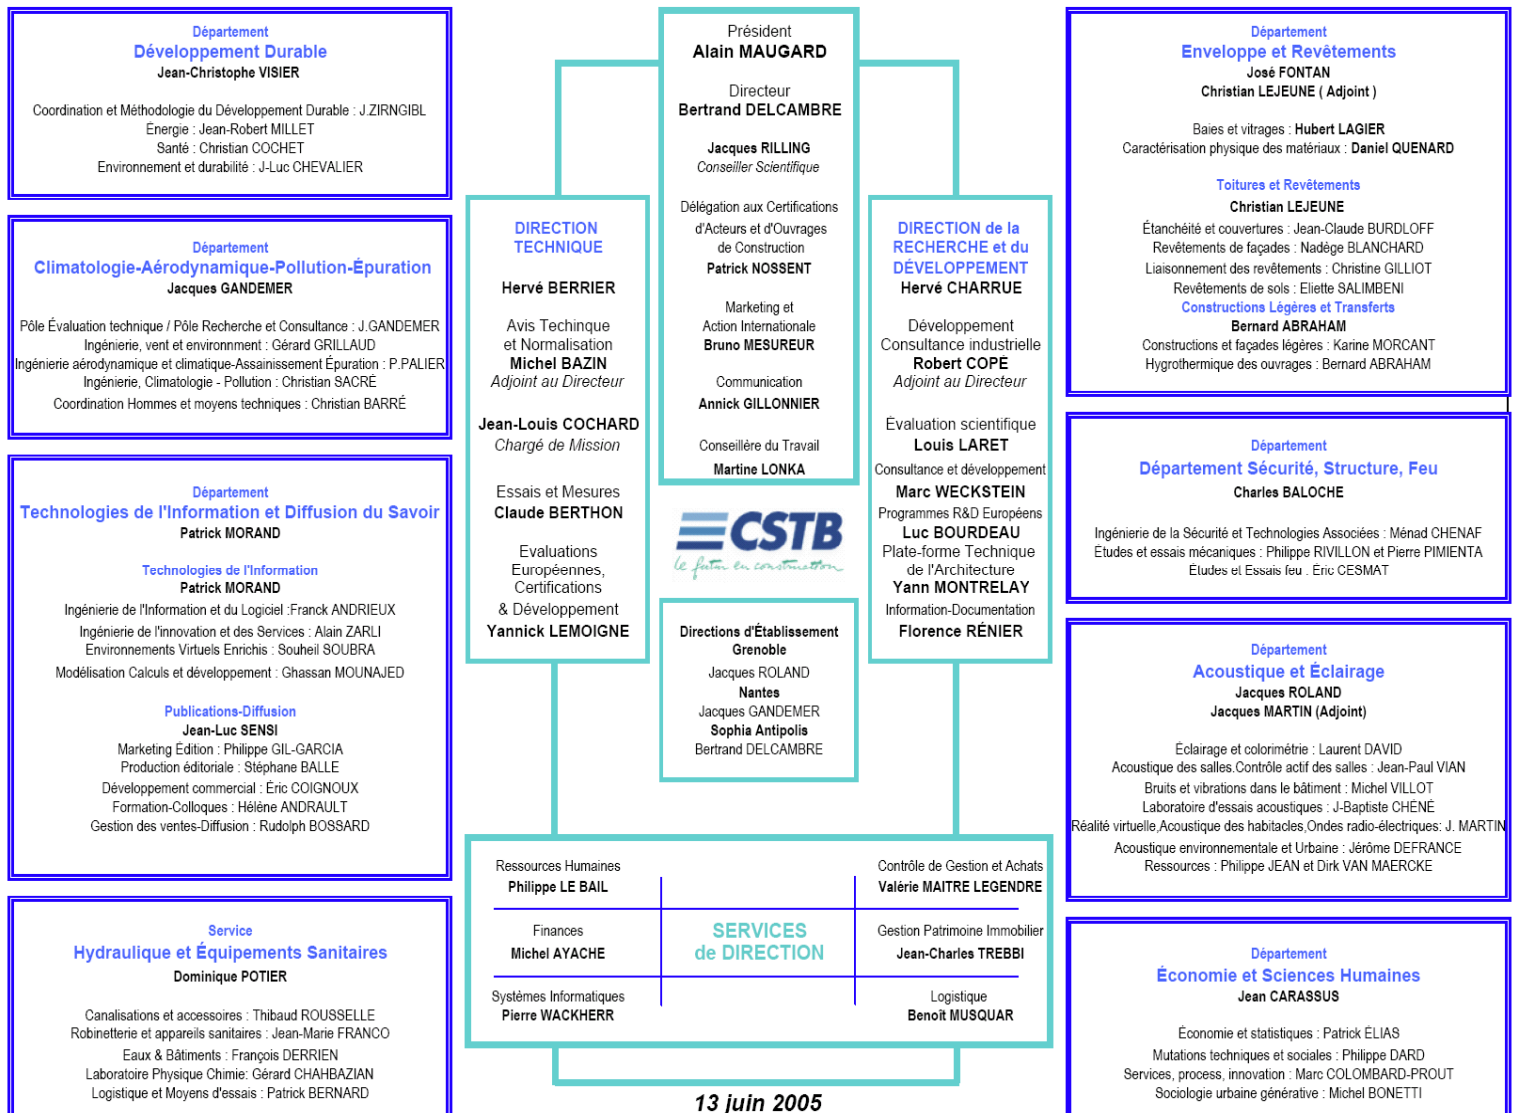 Département
Développement Durable
Jean-Christophe VISIER
Coordination et Méthodologie du Développement Durable : J.ZIRNGIBL
Énergie : Jean-Robert MILLET
Santé : Christian COCHET
Environnement et durabilité : J-Luc CHEVALIER
Département
Climatologie-Aérodynamique-Pollution-Épuration
Jacques GANDEMER
Pôle Évaluation technique / Pôle Recherche et Consultance : J.GANDEMER
Ingénierie, vent et environnment : Gérard GRILLAUD
Ingénierie aérodynamique et climatique-Assainissement Épuration : P.PALIER
Ingénierie, Climatologie - Pollution : Christian SACRÉ
Coordination Hommes et moyens techniques : Christian BARRÉ
Département
Technologies de l'Information et Diffusion du Savoir
Patrick MORAND
Technologies de l'Information
Patrick MORAND
Ingénierie de l'Information et du Logiciel :Franck ANDRIEUX
Ingénierie de l'innovation et des Services : Alain ZARLI
Environnements Virtuels Enrichis : Souheil SOUBRA
Modélisation Calculs et développement : Ghassan MOUNAJED
Publications-Diffusion
Jean-Luc SENSI
Marketing Édition : Philippe GIL-GARCIA
Production éditoriale : Stéphane BALLE
Développement commercial : Éric COIGNOUX
Formation-Colloques : Hélène ANDRAULT
Gestion des ventes-Diffusion : Rudolph BOSSARD
Service
Hydraulique et Équipements Sanitaires
Dominique POTIER
Canalisations et accessoires : Thibaud ROUSSELLE
Robinetterie et appareils sanitaires : Jean-Marie FRANCO
Eaux & Bâtiments : François DERRIEN
Laboratoire Physique Chimie: Gérard CHAHBAZIAN
Logistique et Moyens d'essais : Patrick BERNARD
Président
Alain MAUGARD
Directeur
Bertrand DELCAMBRE
Jacques RILLING
Conseiller Scientifique
Délégation aux Certifications
d'Acteurs et d'Ouvrages
de Construction
Patrick NOSSENT
Marketing et
Action Internationale
Bruno MESUREUR
Communication
Annick GILLONNIER
Conseillère du Travail
Martine LONKA
DIRECTION
TECHNIQUE
Hervé BERRIER
Avis Techinque
et Normalisation
Michel BAZIN
Adjoint au Directeur
Jean-Louis COCHARD
Chargé de Mission
Essais et Mesures
Claude BERTHON
Evaluations
Européennes,
Certifications
& Développement
Yannick LEMOIGNE
DIRECTION de la
RECHERCHE et du
DÉVELOPPEMENT
Hervé CHARRUE
Développement
Consultance industrielle
Robert COPÉ
Adjoint au Directeur
Évaluation scientifique
Louis LARET
Consultance et développement
Marc WECKSTEIN
Programmes R&D Européens
Luc BOURDEAU
Plate-forme Technique
de l'Architecture
Yann MONTRELAY
Information-Documentation
Florence RÉNIER
CSTB
le futur en construction
Directions d'Établissement
Grenoble
Jacques ROLAND
Nantes
Jacques GANDEMER
Sophia Antipolis
Bertrand DELCAMBRE
Ressources Humaines
Philippe LE BAIL
Contrôle de Gestion et Achats
Valérie MAITRE LEGENDRE
Finances
Michel AYACHE
SERVICES
de DIRECTION
Gestion Patrimoine Immobilier
Jean-Charles TREBBI
Systèmes Informatiques
Pierre WACKHERR
Logistique
Benoît MUSQUAR
13 juin 2005
Département
Enveloppe et Revêtements
José FONTAN
Christian LEJEUNE ( Adjoint )
Baies et vitrages : Hubert LAGIER
Caractérisation physique des matériaux : Daniel QUENARD
Toitures et Revêtements
Christian LEJEUNE
Étanchéité et couvertures : Jean-Claude BURDLOFF
Revêtements de façades : Nadège BLANCHARD
Liaisonnement des revêtements : Christine GILLIOT
Revêtements de sols : Eliette SALIMBENI
Constructions Légères et Transferts
Bernard ABRAHAM
Constructions et façades légères : Karine MORCANT
Hygrothermique des ouvrages : Bernard ABRAHAM
Département
Département Sécurité, Structure, Feu
Charles BALOCHE
Ingénierie de la Sécurité et Technologies Associées : Ménad CHENAF
Études et essais mécaniques : Philippe RIVILLON et Pierre PIMIENTA
Études et Essais feu : Éric CESMAT
Département
Acoustique et Éclairage
Jacques ROLAND
Jacques MARTIN (Adjoint)
Éclairage et colorimétrie : Laurent DAVID
Acoustique des salles.Contrôle actif des salles : Jean-Paul VIAN
Bruits et vibrations dans le bâtiment : Michel VILLOT
Laboratoire d'essais acoustiques : J-Baptiste CHÉNÉ
Réalité virtuelle,Acoustique des habitacles,Ondes radio-électriques: J. MARTIN
Acoustique environnementale et Urbaine : Jérôme DEFRANCE
Ressources : Philippe JEAN et Dirk VAN MAERCKE
Département
Économie et Sciences Humaines
Jean CARASSUS
Économie et statistiques : Patrick ÉLIAS
Mutations techniques et sociales : Philippe DARD
Services, process, innovation : Marc COLOMBARD-PROUT
Sociologie urbaine générative : Michel BONETTI